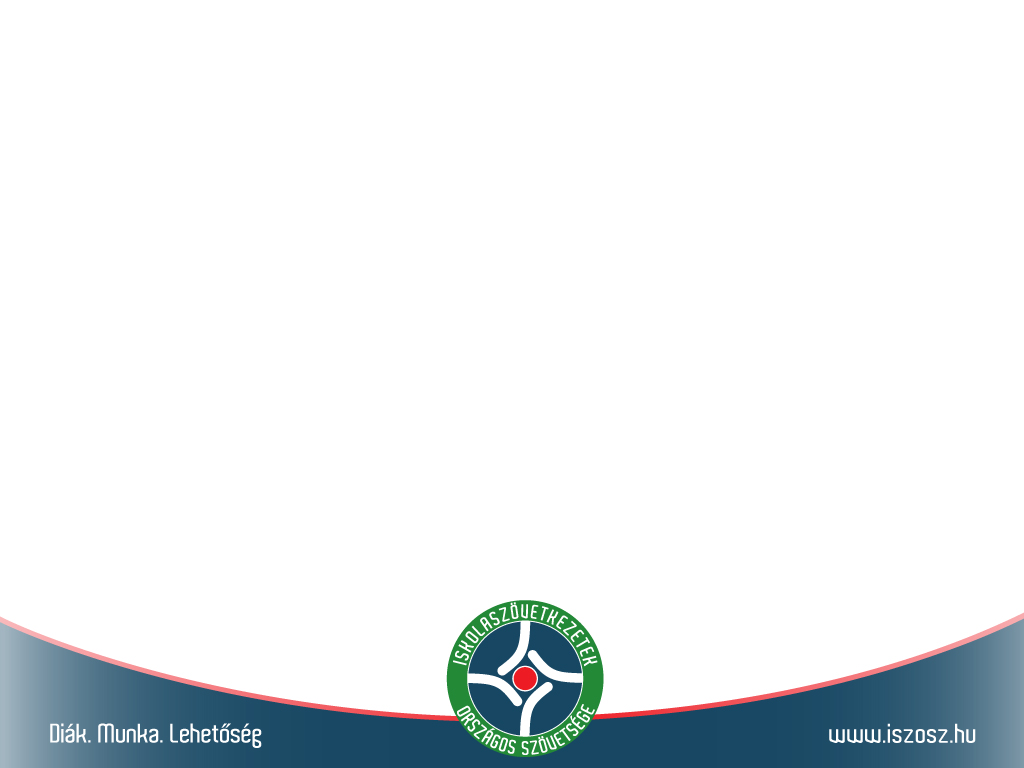 ISKOLASZÖVETKEZETEK
ORSZÁGOS SZÖVETSÉGE
Diák. Munka. Lehetőség
www.iszosz.hu